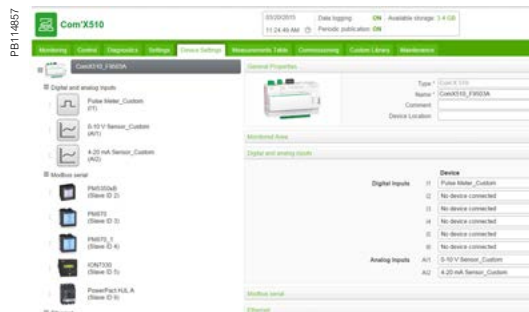 PB114857
Com'X510
03/20/2015
11:24:46 AM
Data logging: ON
Available storage: 3.4 GB
Periodic publication: ON
Monitoring Control Diagnostics Settings Device Settings Measurements Table Commissioning Custom Library Maintenance
ComX510_F9503A
Digital and analog inputs
Pulse Meter_Custom
(I1)
0-10 V Sensor_Custom
(AI1)
4-20 mA Sensor_Custom
(AI2)
Modbus serial
(Slave ID 2)
PM870
(Slave ID 3)
PM870_1
(Slave ID 4)
ION7330
(Slave ID 5)
PowerPact H/J/L A
(Slave ID 9)
Ethernet
General Properties
Type * Com'X 510
Name * ComX510_F9503A
Comment
Device Location
Monitored Area
Digital and analog inputs
Device
Digital Inputs I1 Pulse Meter_Custom
I2 No device connected
I3 No device connected
I4 No device connected
I5 No device connected
I6 No device connected
Analog Inputs AI1 0-10 V Sensor_Custom
AI2 4-20 mA Sensor_Custom
Modbus serial
Ethernet